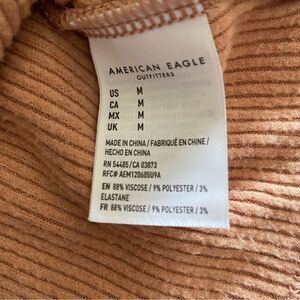 AMERICAN EAGLE
OUTFITTERS
US M
CA M
MX M
UK M
MADE IN CHINA / FABRIQUÉ EN CHINE /
HECHO EN CHINA
RN 54485/CA 03873
RFC# AEM120605U9A
EN 88% VISCOSE / 9% POLYESTER / 3%
ELASTANE
FR 88% VISCOSE / 9% POLYESTER / 3%